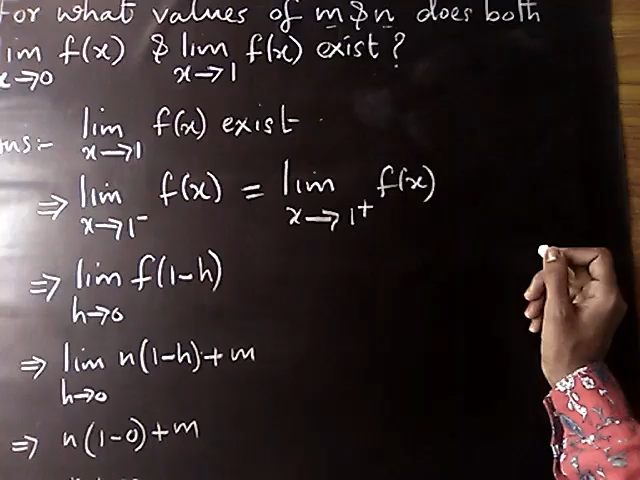 For what values of m & n does both
lim x→0 f(x) & lim x→1 f(x) exist?
Ans:- lim x→1 f(x) exist
⇒ lim x→1⁻ f(x) = lim x→1⁺ f(x)
⇒ lim h→0 f(1-h)
⇒ lim h→0 n(1-h)+m
⇒ n(1-0)+m